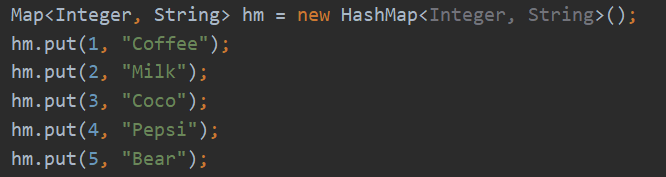 Map<Integer, String> hm = new HashMap<Integer, String>();
hm.put(1, "Coffee");
hm.put(2, "Milk");
hm.put(3, "Coco");
hm.put(4, "Pepsi");
hm.put(5, "Bear");